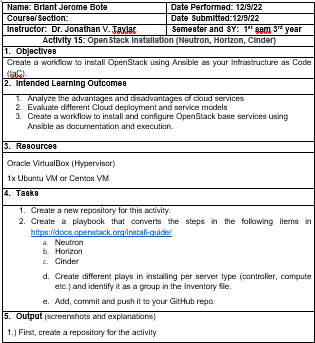 Name: Briant Jerome Bote Date Performed: 12/9/22
Course/Section: Date Submitted:12/9/22
Instructor: Dr. Jonathan V. Taylar Semester and SY: 1st sem 3rd year
Activity 15: OpenStack Installation (Neutron, Horizon, Cinder)
1. Objectives
Create a workflow to install OpenStack using Ansible as your Infrastructure as Code
(IaC).
2. Intended Learning Outcomes
1. Analyze the advantages and disadvantages of cloud services
2. Evaluate different Cloud deployment and service models
3. Create a workflow to install and configure OpenStack base services using
Ansible as documentation and execution.
3. Resources
Oracle VirtualBox (Hypervisor)
1x Ubuntu VM or Centos VM
4. Tasks
1. Create a new repository for this activity.
2. Create a playbook that converts the steps in the following items in
https://docs.openstack.org/install-guide/
a. Neutron
b. Horizon
c. Cinder
d. Create different plays in installing per server type (controller, compute
etc.) and identify it as a group in the Inventory file.
e. Add, commit and push it to your GitHub repo.
5. Output (screenshots and explanations)
1.) First, create a repository for the activity